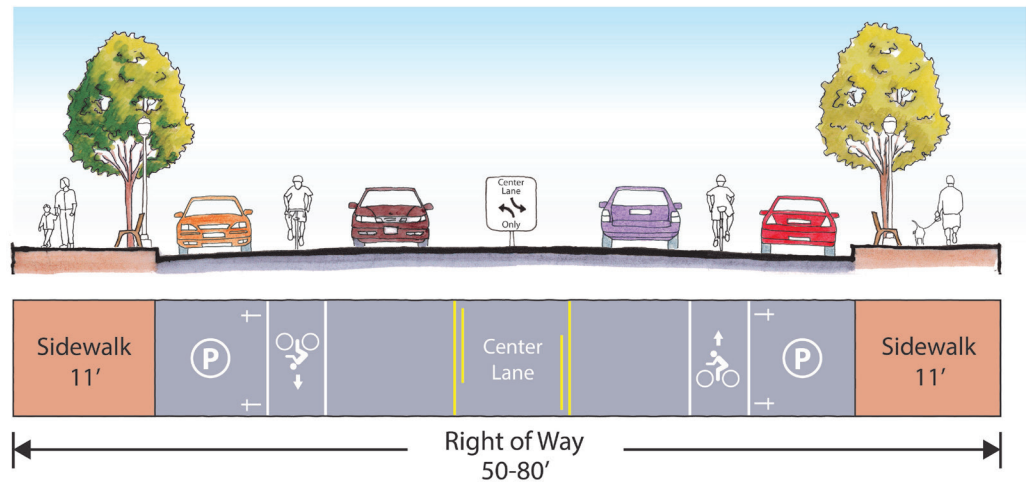 Center
Lane
Only
Sidewalk
11’
P
Center
Lane
P
Sidewalk
11’
Right of Way
50-80’